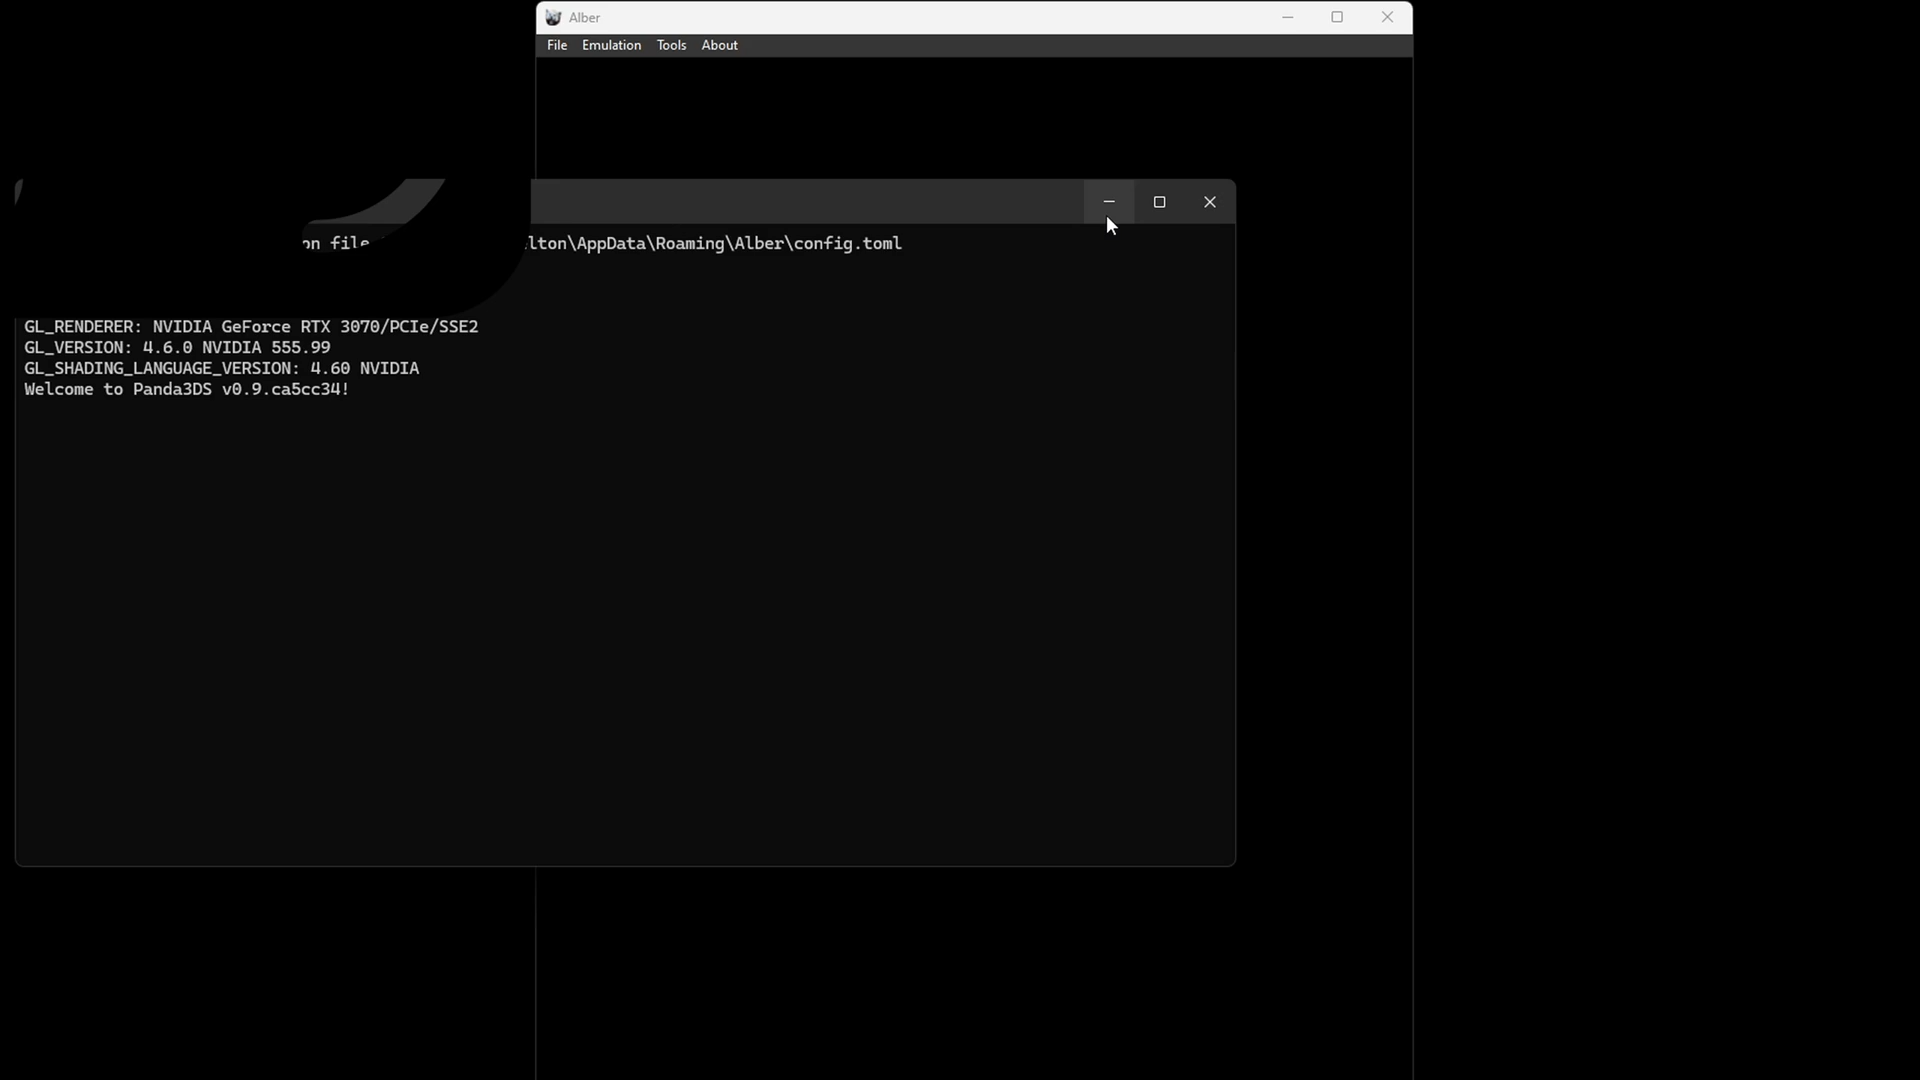 Alber
File Emulation Tools About
on file lton\AppData\Roaming\Alber\config.toml
GL_RENDERER: NVIDIA GeForce RTX 3070/PCIe/SSE2
GL_VERSION: 4.6.0 NVIDIA 555.99
GL_SHADING_LANGUAGE_VERSION: 4.60 NVIDIA
Welcome to Panda3DS v0.9.ca5cc34!